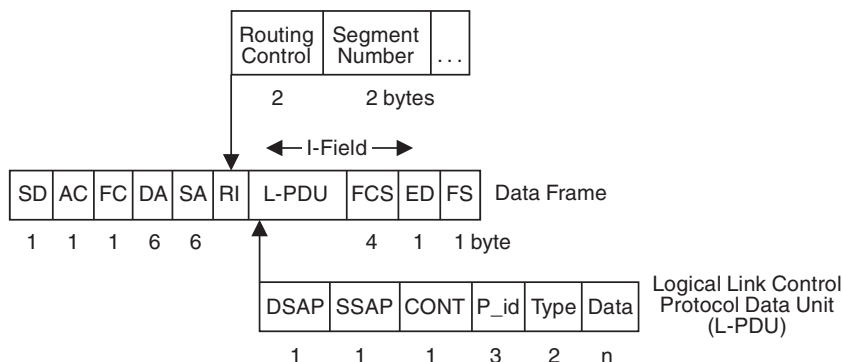 Routing Control Segment Number ...
2 2 bytes
I-Field
SD AC FC DA SA RI L-PDU FCS ED FS Data Frame
1 1 1 6 6 4 1 1 byte
DSAP SSAP CONT P_id Type Data
Logical Link Control
Protocol Data Unit
(L-PDU)
1 1 1 3 2 n